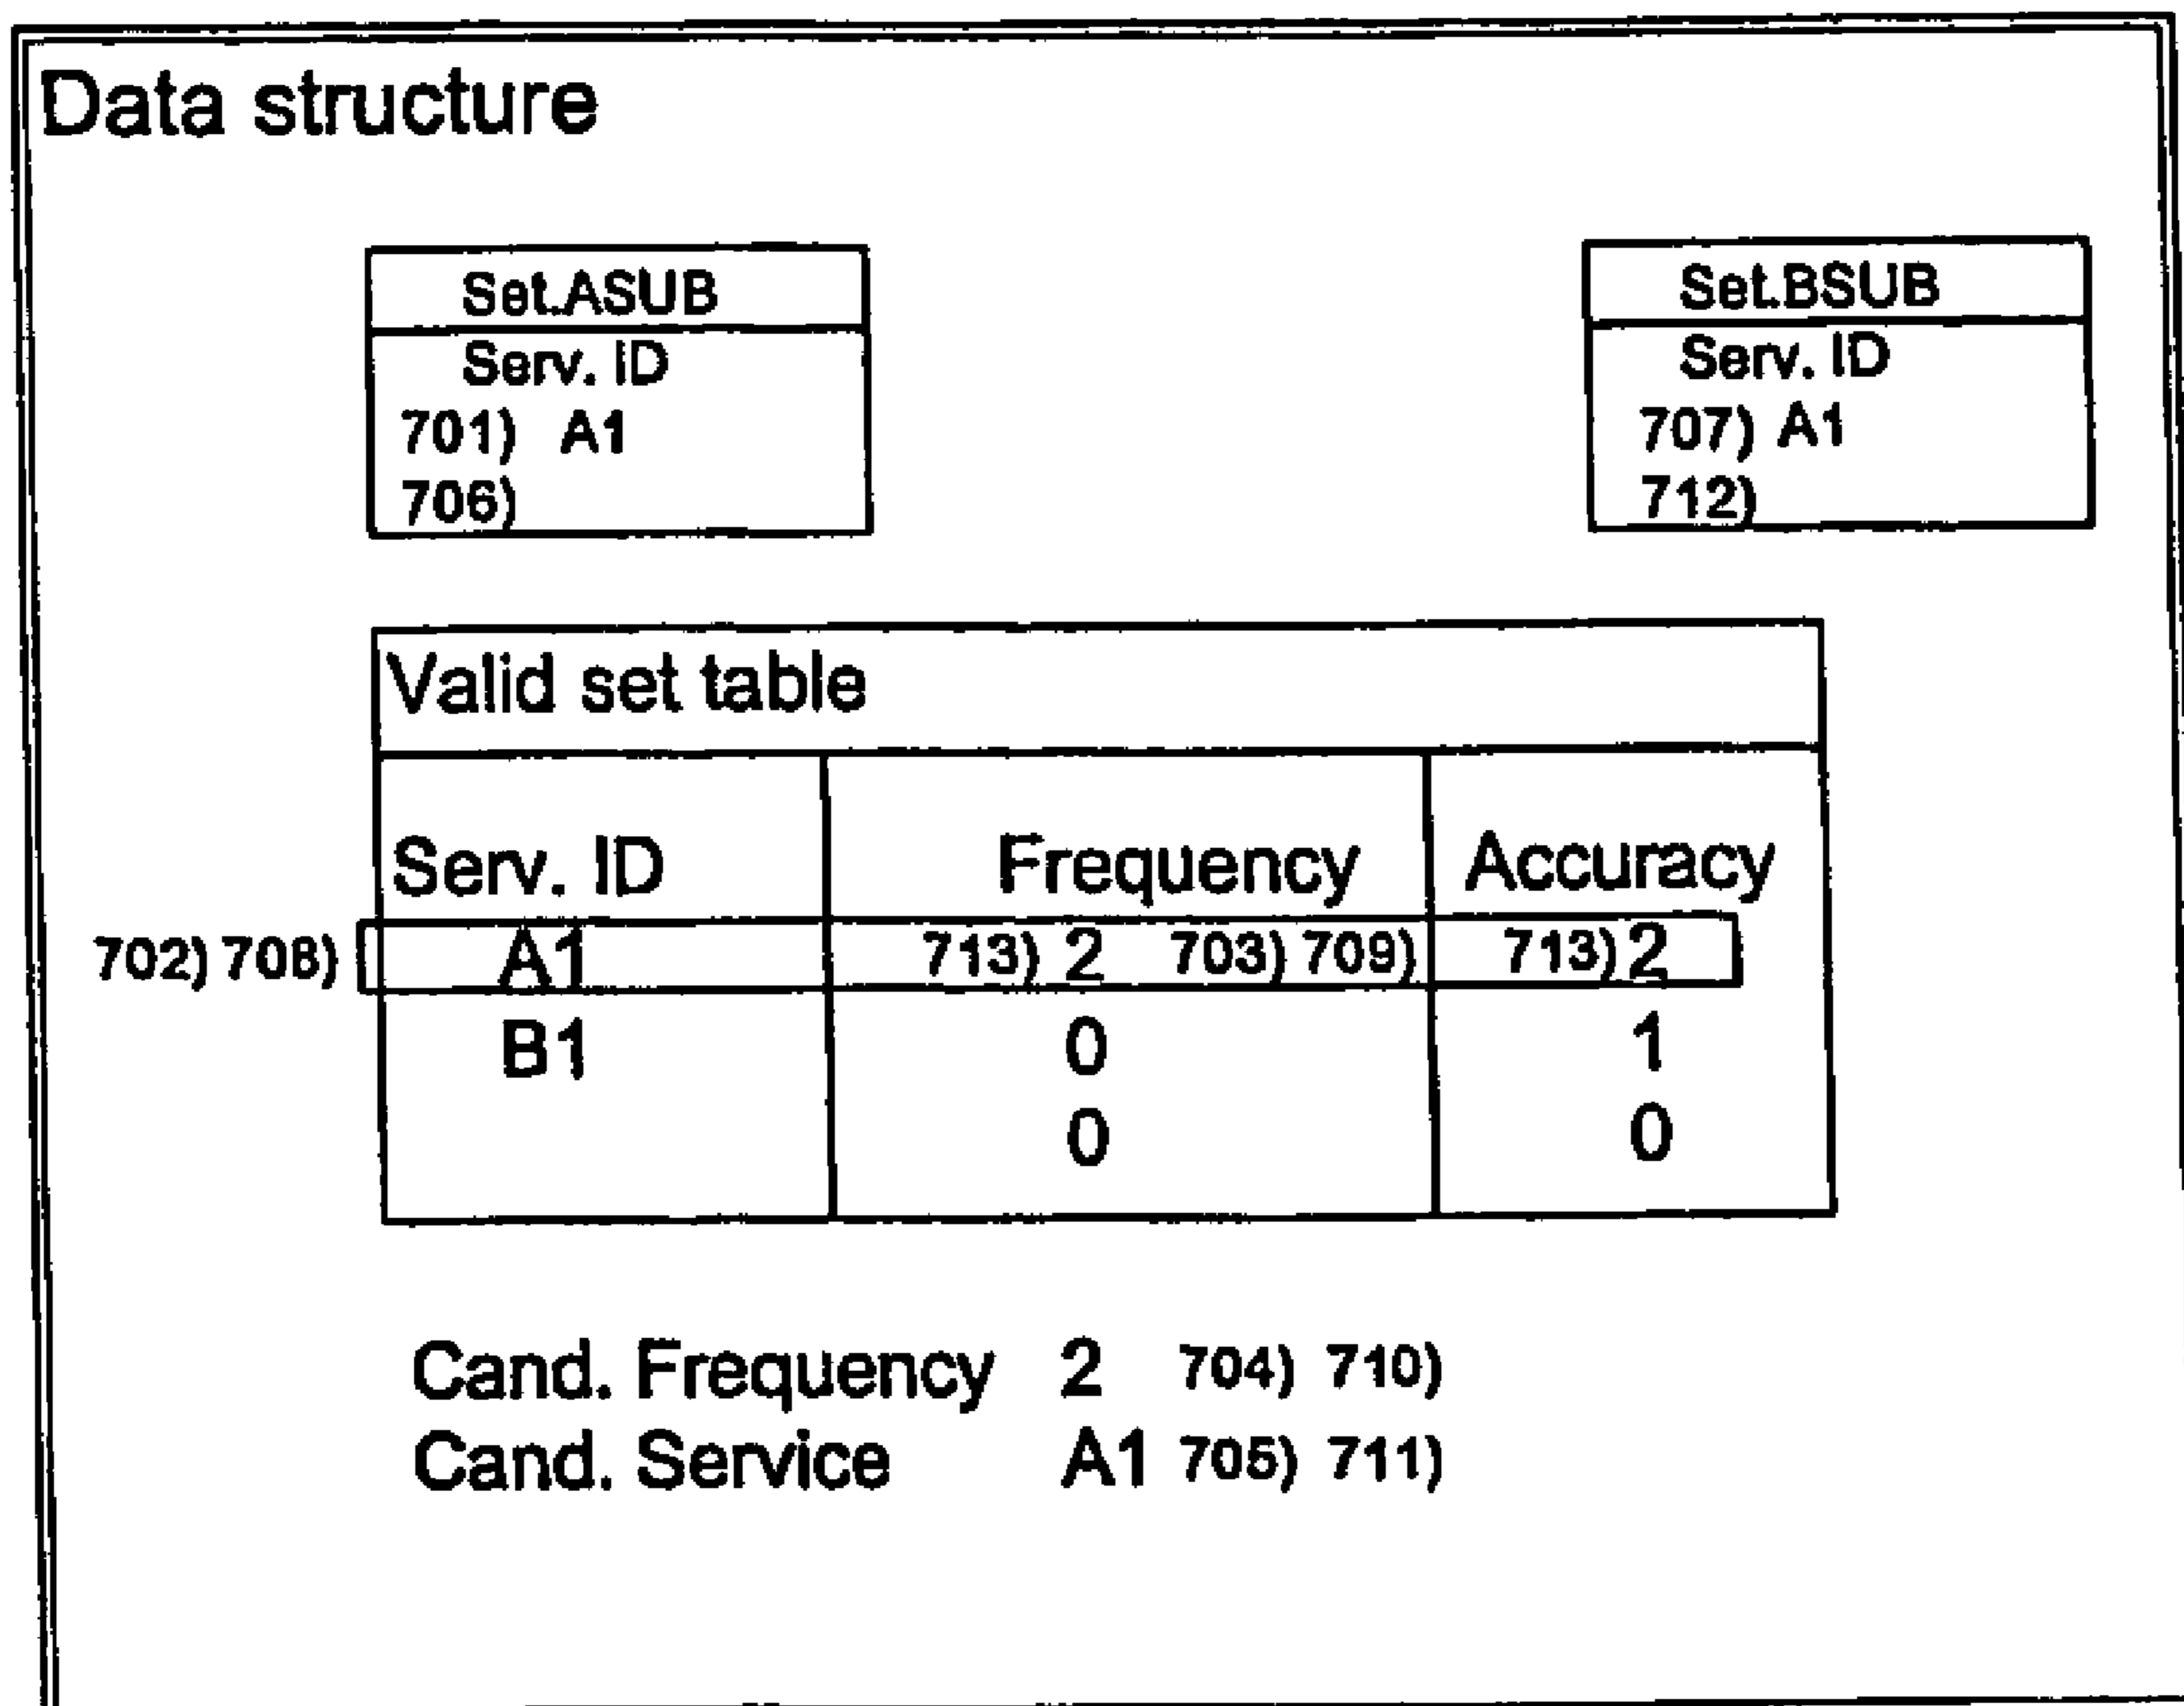 Data structure
Set.ASUB
Serv. ID
701) A1
706)
Set.BSUB
Serv. ID
707) A1
712)
Valid set table
Serv. ID Frequency Accuracy
702) 708) A1 713) 2 703) 709) 713) 2
B1 0 1
0 0
Cand. Frequency 2 704) 710)
Cand. Service A1 705) 711)